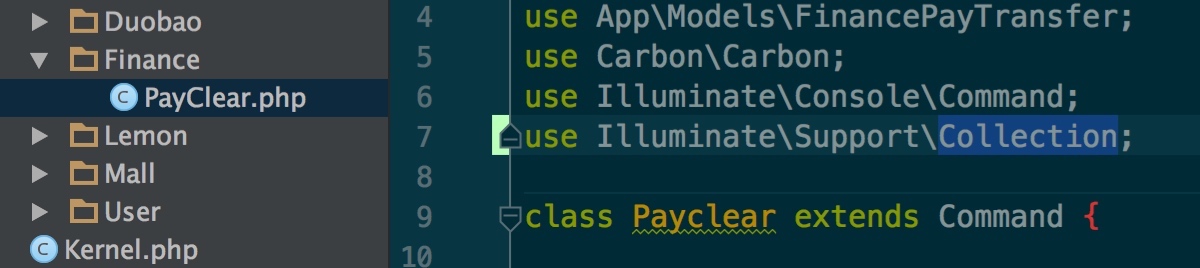 Duobao
Finance
PayClear.php
Lemon
Mall
User
Kernel.php
4 use App\Models\FinancePayTransfer;
5 use Carbon\Carbon;
6 use Illuminate\Console\Command;
7 use Illuminate\Support\Collection;
8
9 class Payclear extends Command {
10